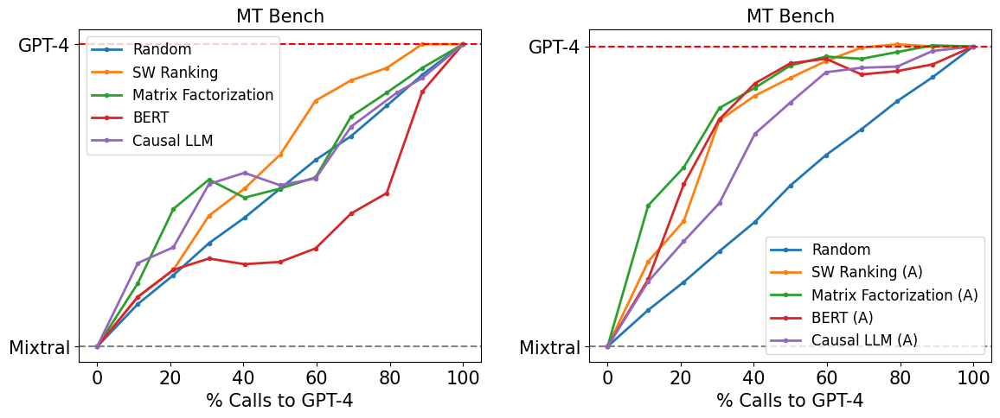 MT Bench
GPT-4
Mixtral
Random
SW Ranking
Matrix Factorization
BERT
Causal LLM
0 20 40 60 80 100
% Calls to GPT-4
MT Bench
GPT-4
Mixtral
Random
SW Ranking (A)
Matrix Factorization (A)
BERT (A)
Causal LLM (A)
0 20 40 60 80 100
% Calls to GPT-4